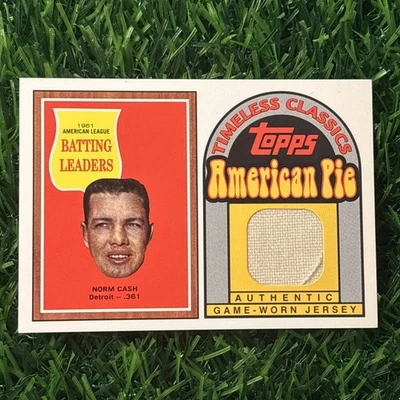 1961
AMERICAN LEAGUE
BATTING
LEADERS
NORM CASH
Detroit -- .361
TIMELESS CLASSICS
Topps
American Pie
AUTHENTIC
GAME-WORN JERSEY